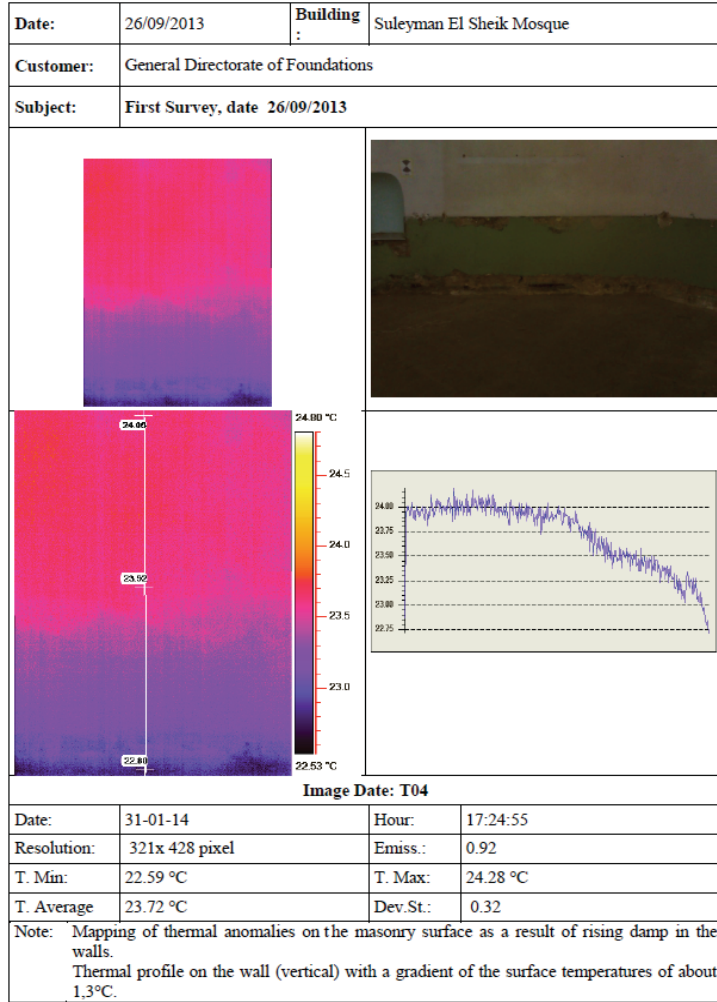 Date: 26/09/2013 Building : Suleyman El Sheik Mosque
Customer: General Directorate of Foundations
Subject: First Survey, date 26/09/2013
24.06
23.92
22.80
24.80 °C
24.5
24.0
23.5
23.0
22.53 °C
24.00
23.75
23.50
23.25
23.00
22.75
Image Date: T04
Date: 31-01-14 Hour: 17:24:55
Resolution: 321x 428 pixel Emiss.: 0.92
T. Min: 22.59 °C T. Max: 24.28 °C
T. Average 23.72 °C Dev.St.: 0.32
Note: Mapping of thermal anomalies on the masonry surface as a result of rising damp in the
walls.
Thermal profile on the wall (vertical) with a gradient of the surface temperatures of about
1,3°C.